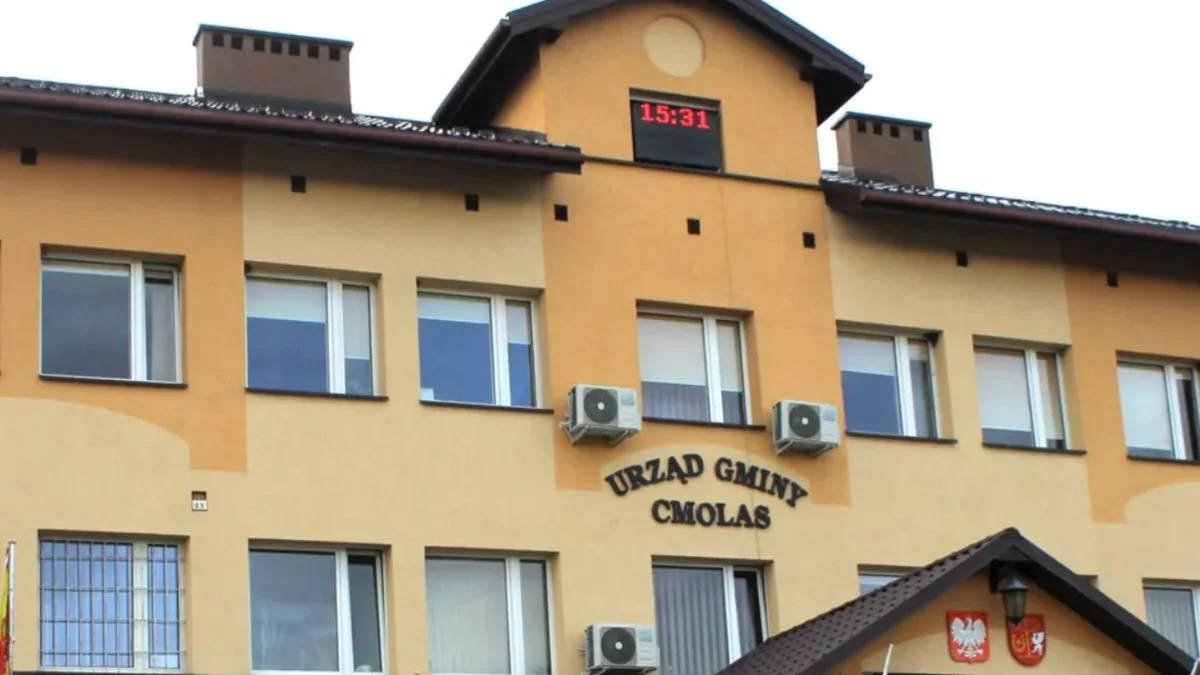 15:31
URZĄD GMINY
CMOLAS